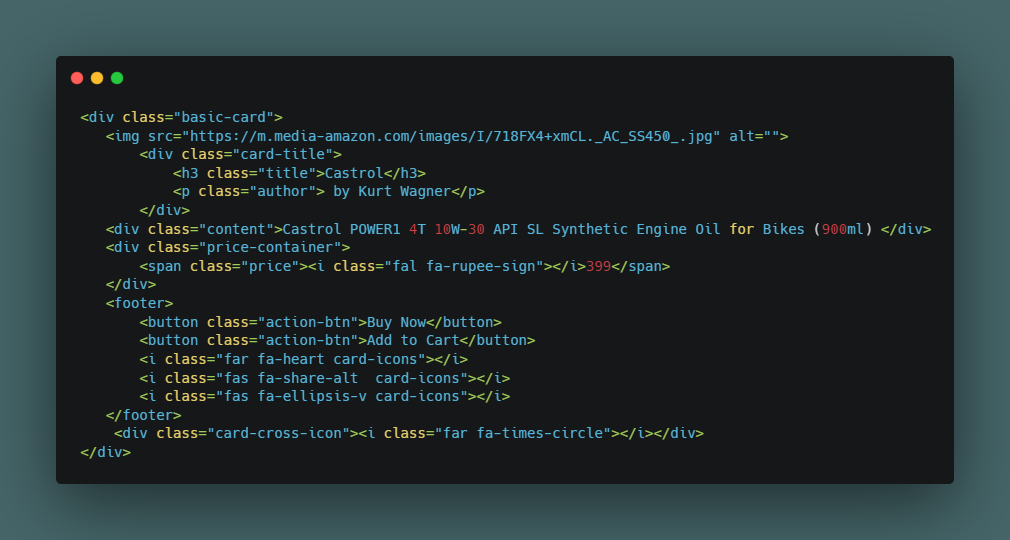 <div class="basic-card">
   <img src="https://m.media-amazon.com/images/I/718FX4+xmCL._AC_SS450_.jpg" alt="">
       <div class="card-title">
           <h3 class="title">Castrol</h3>
           <p class="author"> by Kurt Wagner</p>
       </div>
   <div class="content">Castrol POWER1 4T 10W-30 API SL Synthetic Engine Oil for Bikes (900ml) </div>
   <div class="price-container">
       <span class="price"><i class="fal fa-rupee-sign"></i>399</span>
   </div>
   <footer>
       <button class="action-btn">Buy Now</button>
       <button class="action-btn">Add to Cart</button>
       <i class="far fa-heart card-icons"></i>
       <i class="fas fa-share-alt  card-icons"></i>
       <i class="fas fa-ellipsis-v card-icons"></i>
   </footer>
    <div class="card-cross-icon"><i class="far fa-times-circle"></i></div>
</div>